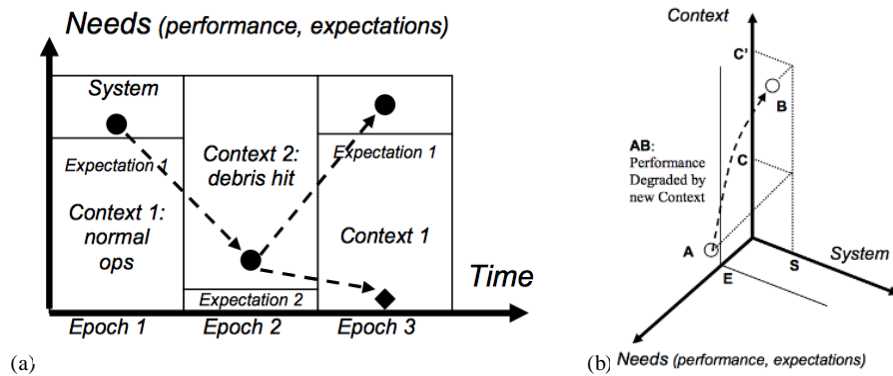 Needs (performance, expectations)
System
Expectation 1
Context 1:
normal
ops
Context 2:
debris hit
Expectation 2
Expectation 1
Context 1
Time
Epoch 1
Epoch 2
Epoch 3
(a)
Context
C'
B
AB:
Performance
Degraded by
new Context
C
A
E
S
System
Needs (performance, expectations)
(b)